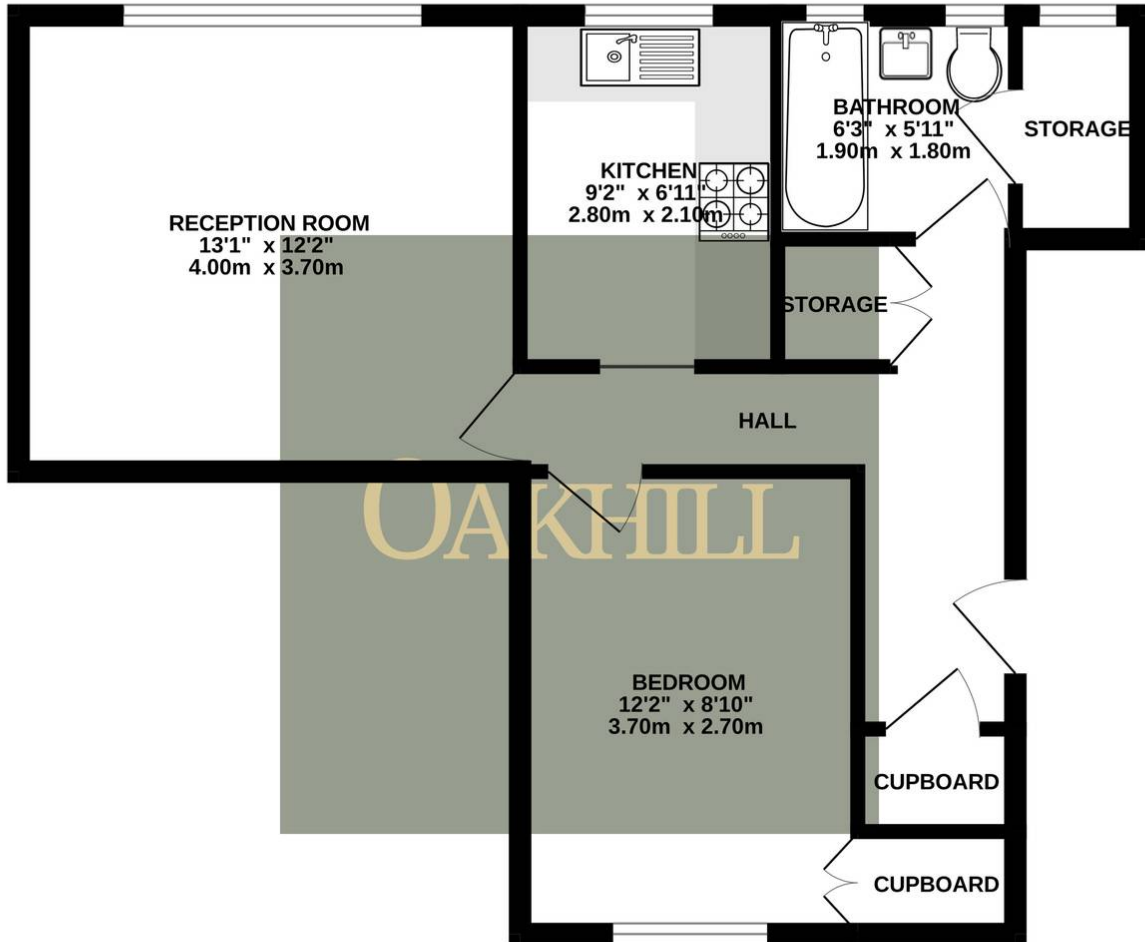 RECEPTION ROOM
13'1" x 12'2"
4.00m x 3.70m
KITCHEN
9'2" x 6'11"
2.80m x 2.10m
BATHROOM
6'3" x 5'11"
1.90m x 1.80m
STORAGE
STORAGE
HALL
OAKHILL
BEDROOM
12'2" x 8'10"
3.70m x 2.70m
CUPBOARD
CUPBOARD